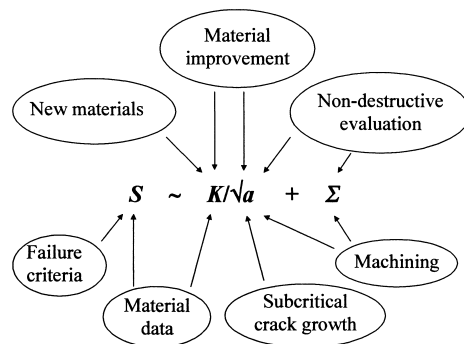 Material
improvement
New materials
Non-destructive
evaluation
S ~ K/√a + Σ
Failure
criteria
Material
data
Subcritical
crack growth
Machining